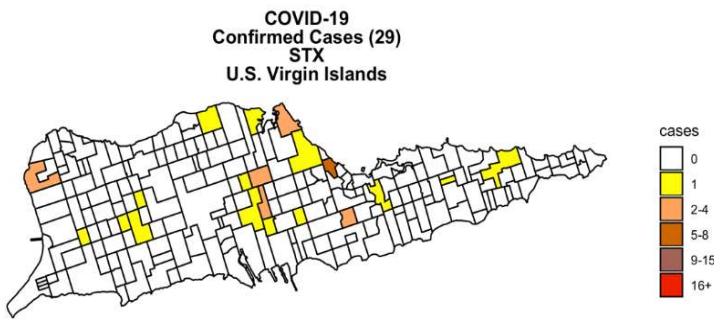 COVID-19
Confirmed Cases (29)
STX
U.S. Virgin Islands
cases
0
1
2-4
5-8
9-15
16+